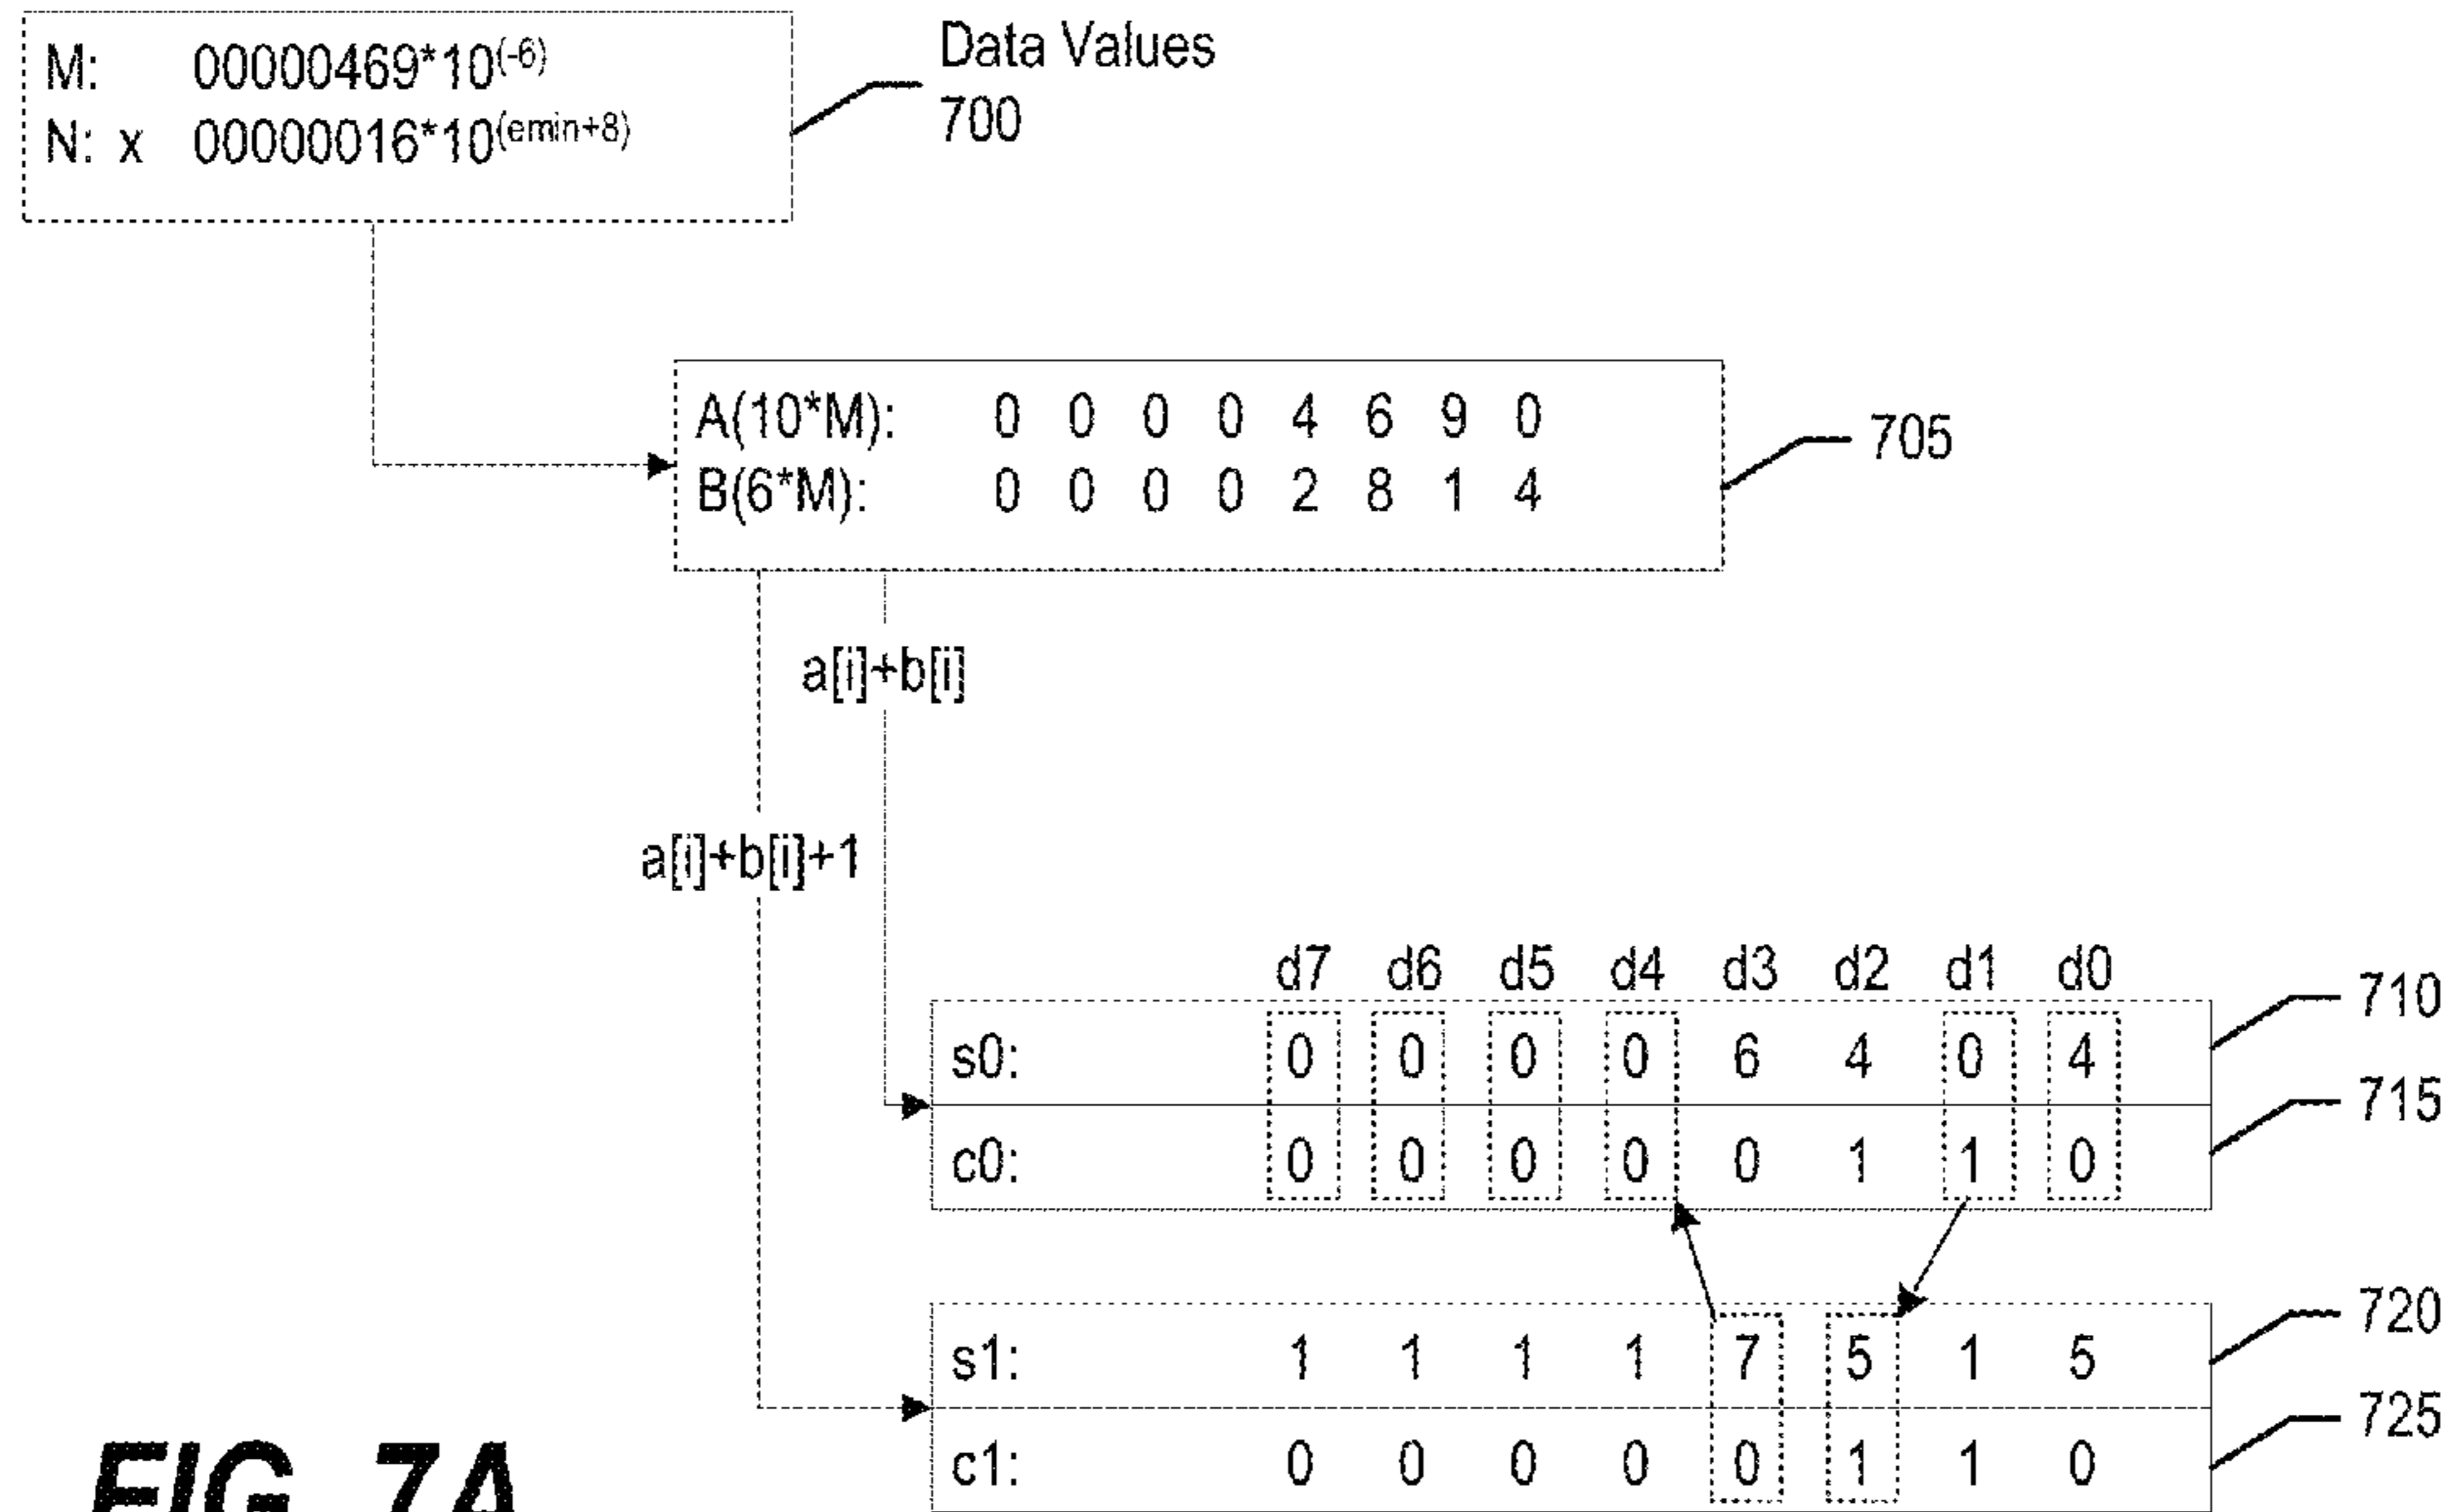 M: 00000469*10(-6)
N: x 00000016*10(emin+8)
Data Values
700
A(10*M): 0 0 0 0 4 6 9 0
B(6*M): 0 0 0 0 2 8 1 4
705
a[i]+b[i]
a[i]+b[i]+1
d7 d6 d5 d4 d3 d2 d1 d0
s0: 0 0 0 0 6 4 0 4
710
c0: 0 0 0 0 0 1 1 0
715
s1: 1 1 1 1 7 5 1 5
720
c1: 0 0 0 0 0 1 1 0
725
FIG. 7A